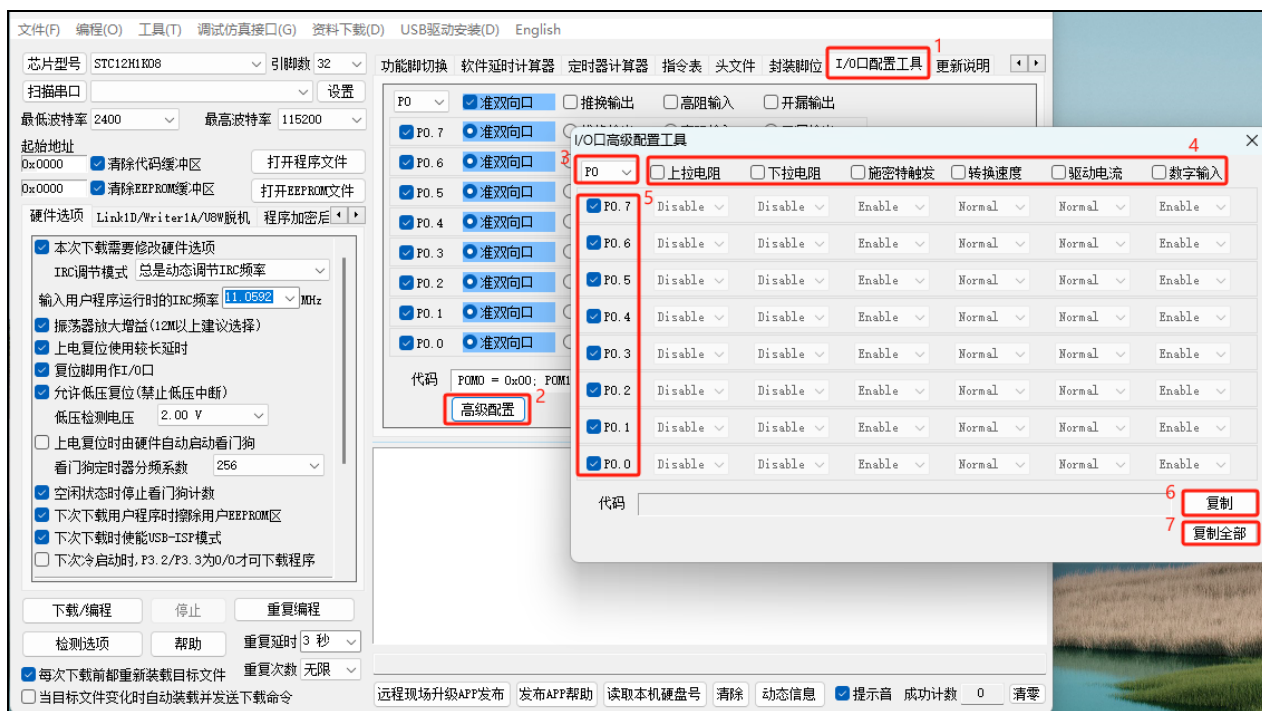 文件(F) 编程(O) 工具(T) 调试仿真接口(G) 资料下载(D) USB驱动安装(D) English
芯片型号 STC12H1K08 引脚数 32
扫描串口 设置
最低波特率 2400 最高波特率 115200
起始地址
0x0000 清除代码缓冲区 打开程序文件
0x0000 清除EEPROM缓冲区 打开EEPROM文件
硬件选项 Link1D/Writer1A/U8W脱机 程序加密后
本次下载需要修改硬件选项
IRC调节模式 总是动态调节IRC频率
输入用户程序运行时的IRC频率 11.0592 MHz
振荡器放大增益(12M以上建议选择)
上电复位使用较长延时
复位脚用作I/O口
允许低压复位(禁止低压中断)
低压检测电压 2.00 V
上电复位时由硬件自动启动看门狗
看门狗定时器分频系数 256
空闲状态时停止看门狗计数
下次下载用户程序时擦除用户EEPROM区
下次下载时使能USB-ISP模式
下次冷启动时,P3.2/P3.3为0/0才可下载程序
下载/编程 停止 重复编程
检测选项 帮助 重复延时 3 秒
每次下载前都重新装载目标文件 重复次数 无限
当目标文件变化时自动装载并发送下载命令
1
功能脚切换 软件延时计算器 定时器计算器 指令表 头文件 封装脚位 I/O口配置工具 更新说明
P0 准双向口 推挽输出 高阻输入 开漏输出
P0.7 准双向口
P0.6 准双向口
P0.5 准双向口
P0.4 准双向口
P0.3 准双向口
P0.2 准双向口
P0.1 准双向口
P0.0 准双向口
代码 P0M0 = 0x00; P0M1
高级配置 2
I/O口高级配置工具
3 4
P0 上拉电阻 下拉电阻 施密特触发 转换速度 驱动电流 数字输入
5
P0.7 Disable Disable Enable Normal Normal Enable
P0.6 Disable Disable Enable Normal Normal Enable
P0.5 Disable Disable Enable Normal Normal Enable
P0.4 Disable Disable Enable Normal Normal Enable
P0.3 Disable Disable Enable Normal Normal Enable
P0.2 Disable Disable Enable Normal Normal Enable
P0.1 Disable Disable Enable Normal Normal Enable
P0.0 Disable Disable Enable Normal Normal Enable
代码 6 复制
7 复制全部
远程现场升级APP发布 发布APP帮助 读取本机硬盘号 清除 动态信息 提示音 成功计数 0 清零